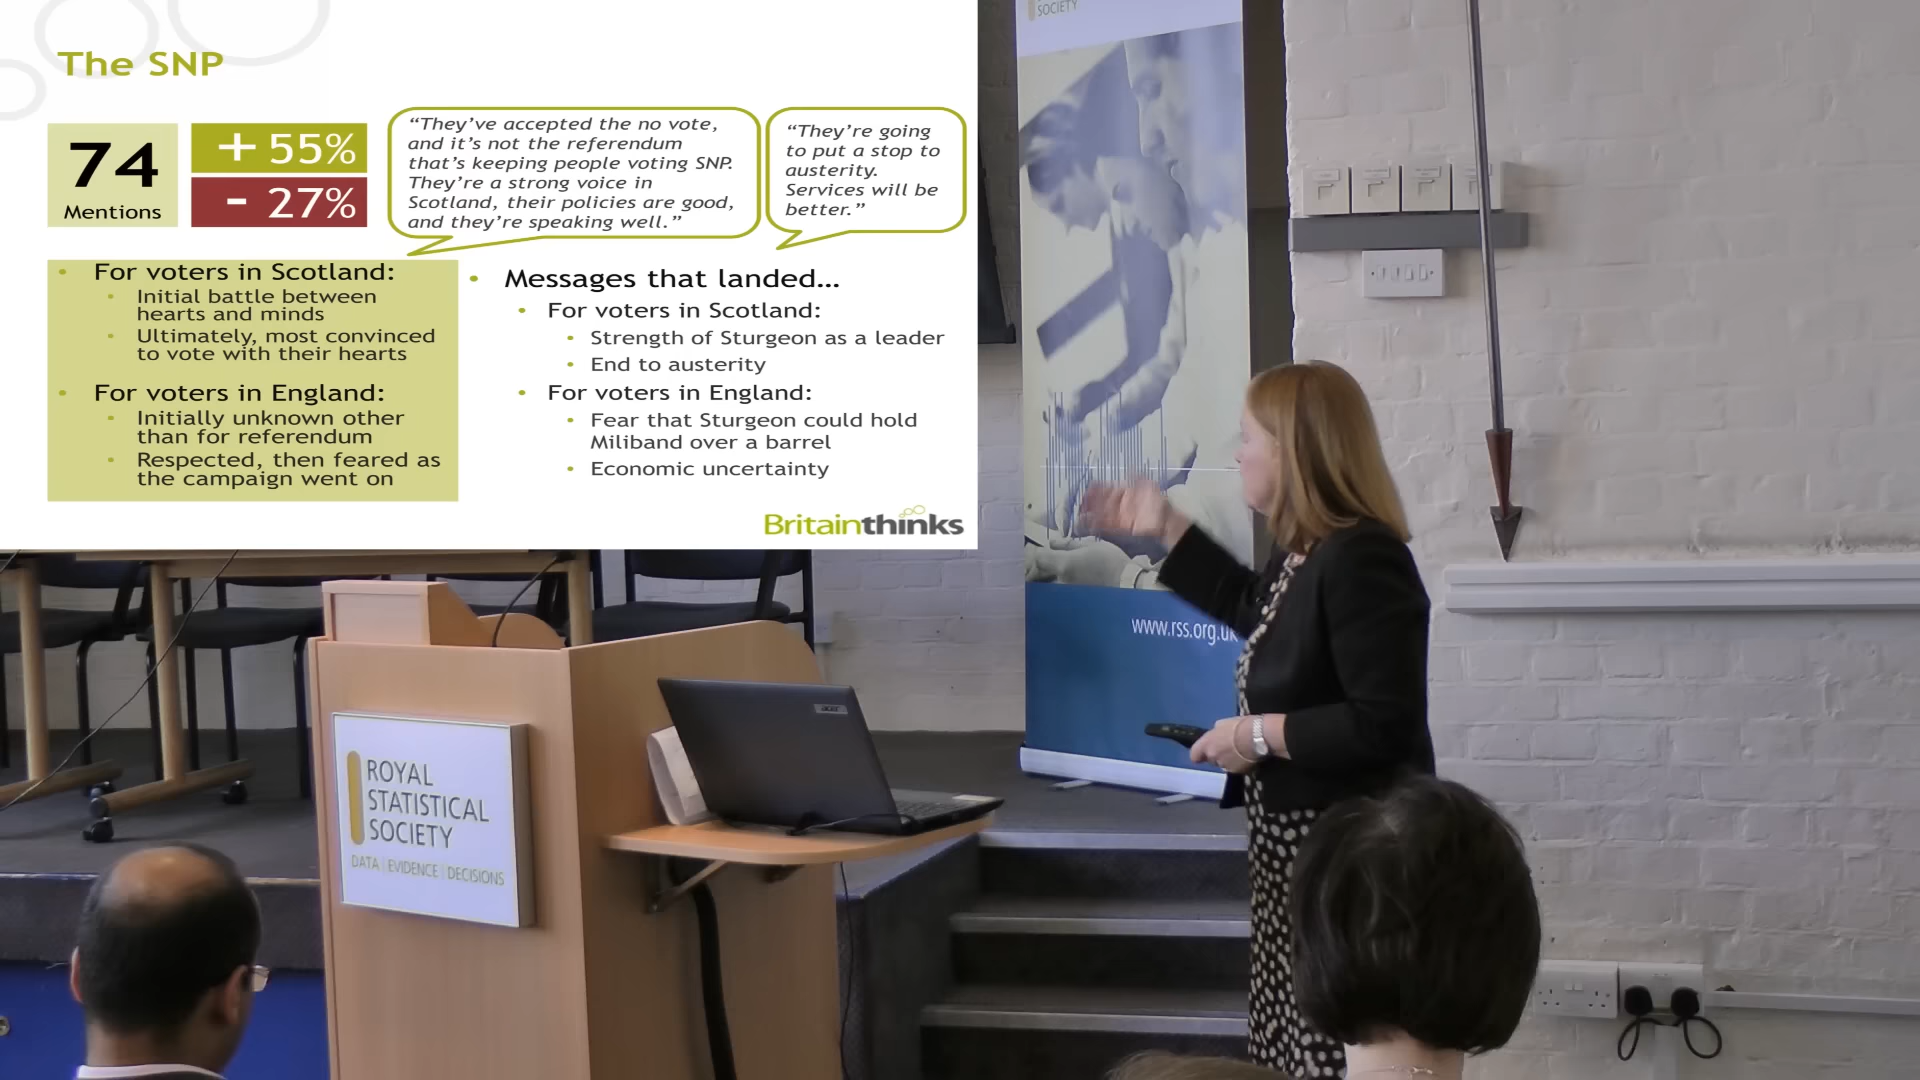 The SNP
74
Mentions
+ 55%
- 27%
“They’ve accepted the no vote,
and it’s not the referendum
that’s keeping people voting SNP.
They’re a strong voice in
Scotland, their policies are good,
and they’re speaking well.”
“They’re going
to put a stop to
austerity.
Services will be
better.”
• For voters in Scotland:
• Initial battle between
hearts and minds
• Ultimately, most convinced
to vote with their hearts
• For voters in England:
• Initially unknown other
than for referendum
• Respected, then feared as
the campaign went on
• Messages that landed...
• For voters in Scotland:
• Strength of Sturgeon as a leader
• End to austerity
• For voters in England:
• Fear that Sturgeon could hold
Miliband over a barrel
• Economic uncertainty
Britainthinks
SOCIETY
www.rss.org.uk
acer
ROYAL
STATISTICAL
SOCIETY
DATA | EVIDENCE | DECISIONS